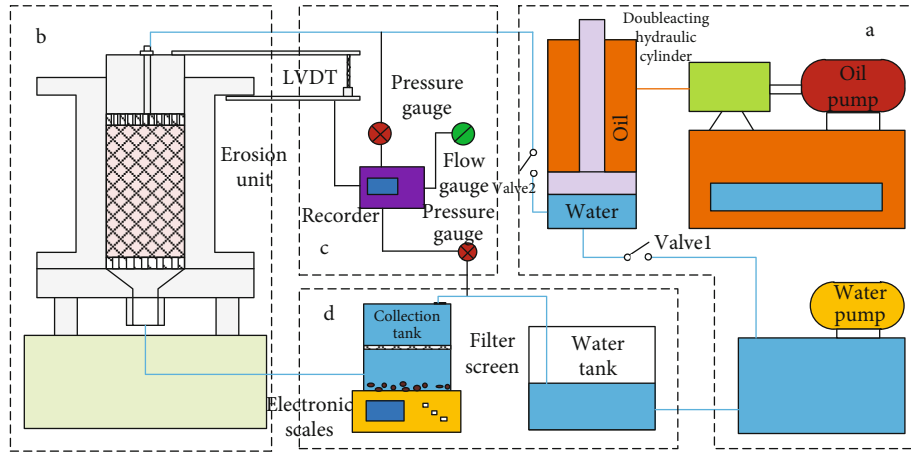 b
LVDT
Erosion
unit
Pressure
gauge
Flow
gauge
Recorder
Pressure
gauge
c
Doubleacting
hydraulic
cylinder
a
Oil
pump
Oil
Valve2
Water
Valve1
Water
pump
d
Collection
tank
Filter
screen
Water
tank
Electronic
scales